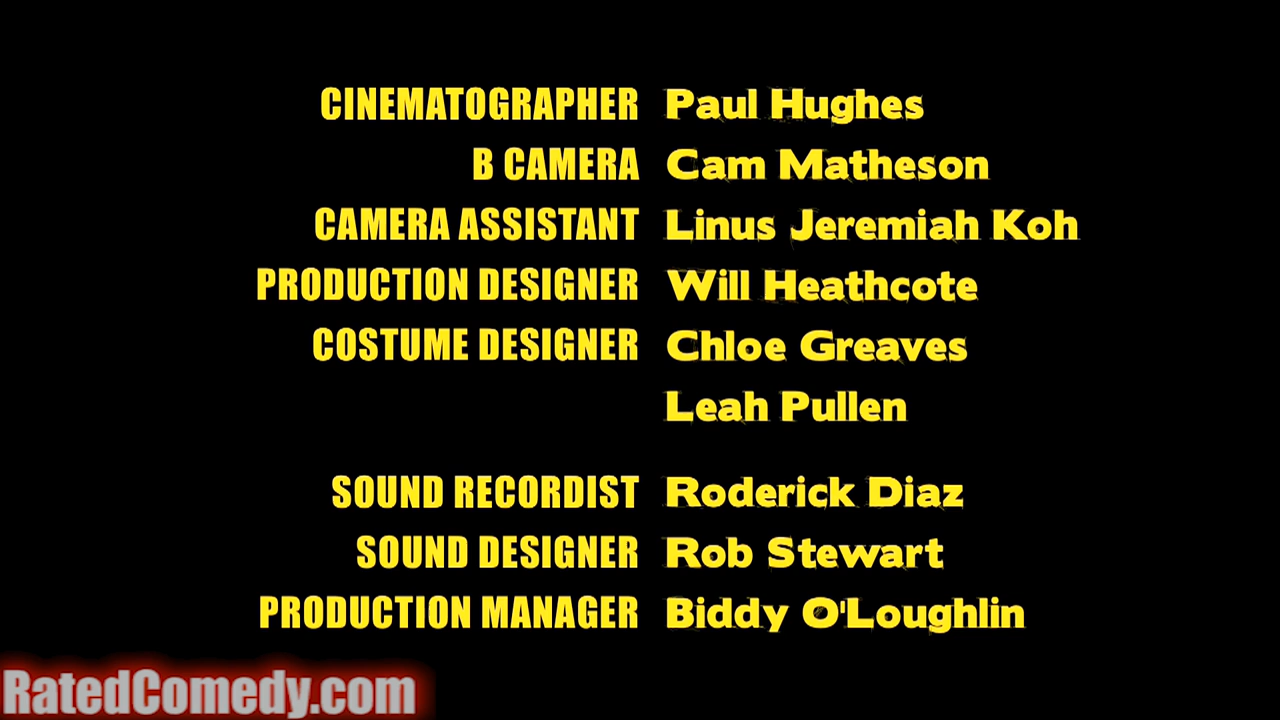 CINEMATOGRAPHER Paul Hughes
B CAMERA Cam Matheson
CAMERA ASSISTANT Linus Jeremiah Koh
PRODUCTION DESIGNER Will Heathcote
COSTUME DESIGNER Chloe Greaves
Leah Pullen
SOUND RECORDIST Roderick Diaz
SOUND DESIGNER Rob Stewart
PRODUCTION MANAGER Biddy O'Loughlin
RatedComedy.com